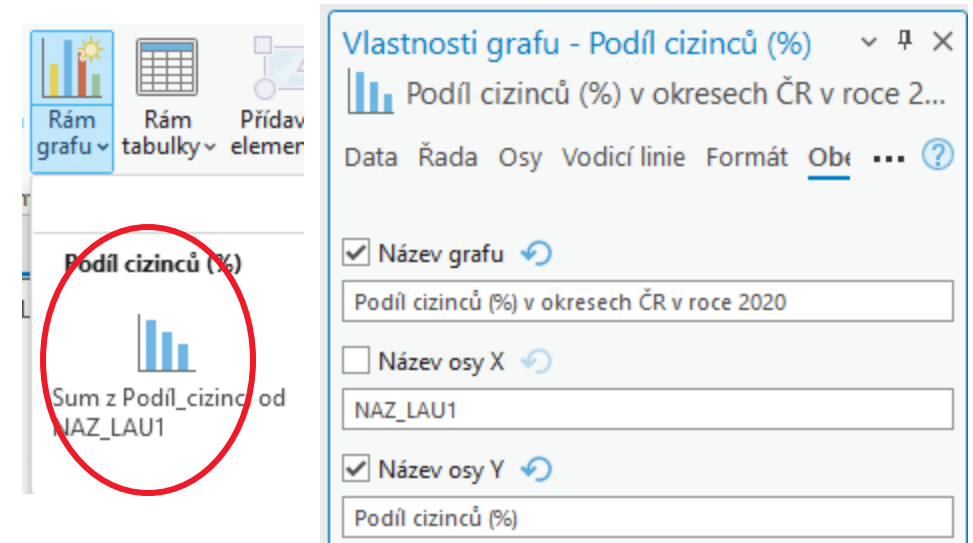 Rám
grafu
Rám
tabulky
Přídav
elemen
Podíl cizinců (%)
Sum z Podíl_cizinc od
NAZ_LAU1
Vlastnosti grafu - Podíl cizinců (%)
Podíl cizinců (%) v okresech ČR v roce 2...
Data Řada Osy Vodicí linie Formát Obe ... ?
Název grafu
Podíl cizinců (%) v okresech ČR v roce 2020
Název osy X
NAZ_LAU1
Název osy Y
Podíl cizinců (%)